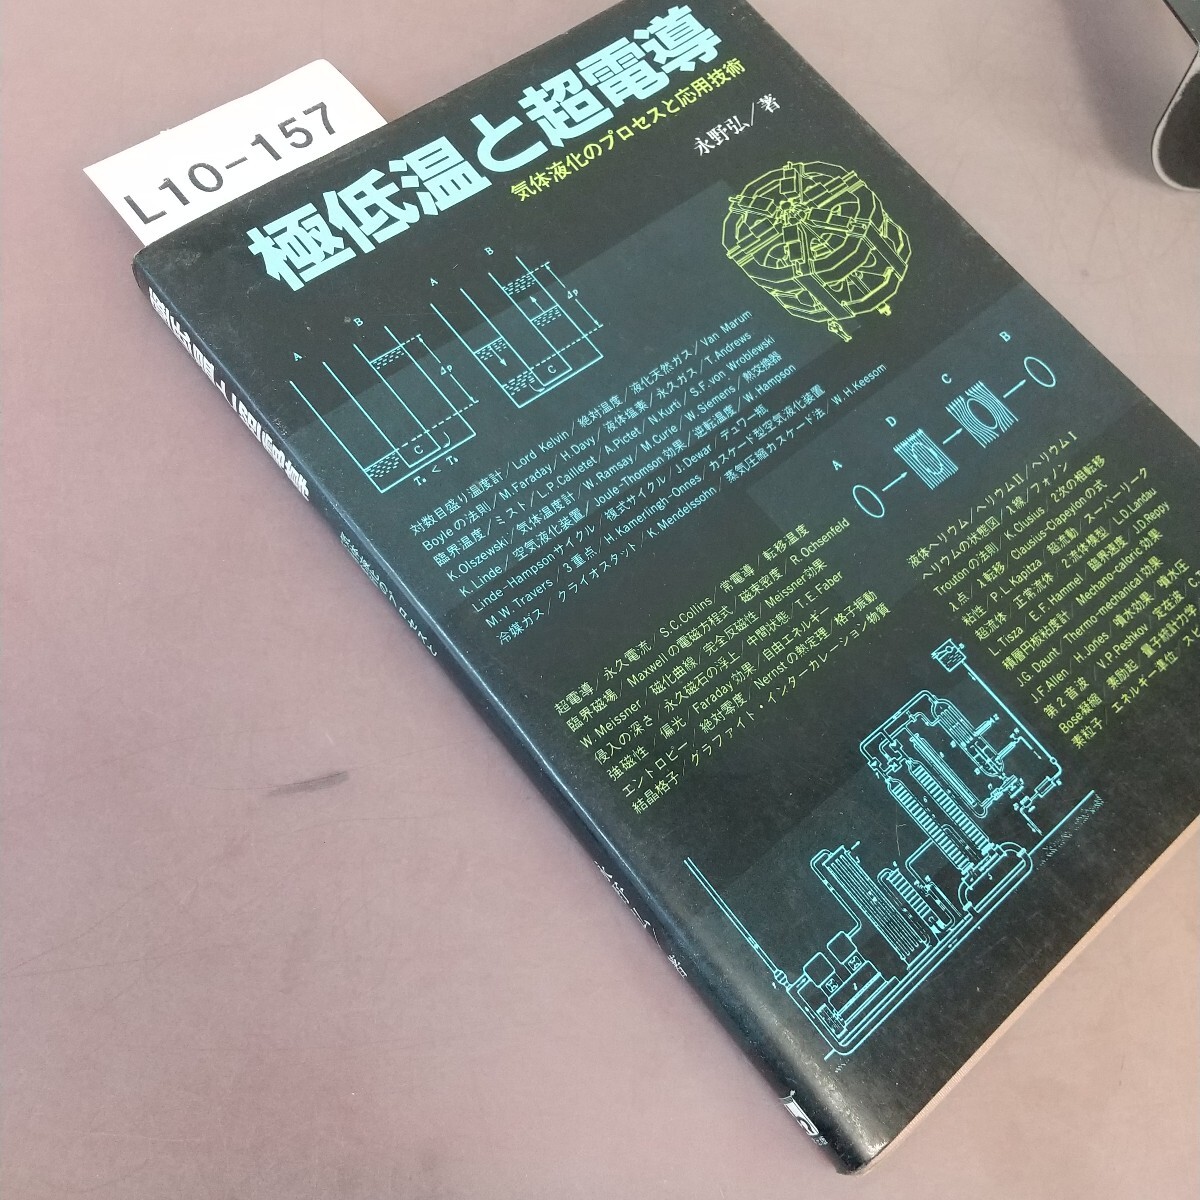 L10-157
極低温と超電導
気体液化のプロセスと応用技術
永野弘/著
A
B
Δp
C
J
T₀ < T₁
A
B
Δp
C
対数目盛り温度計/Lord Kelvin/絶対温度/液化天然ガス/Van Marum
Boyleの法則/M.Faraday/H.Davy/液体塩素/永久ガス/T.Andrews
臨界温度/ミスト/L.P.Cailletet/A.Pictet/N.Kurti/S.F.von Wroblewski
K.Olszewski/気体温度計/W.Ramsay/M.Curie/W.Siemens/熱交換器
K.Linde/空気液化装置/Joule-Thomson効果/逆転温度/W.Hampson
Linde-Hampsonサイクル/複式サイクル/J.Dewar/デュワー瓶
M.W.Travers/3重点/H.Kamerlingh-Onnes/カスケード型空気液化装置
冷媒ガス/クライオスタット/K.Mendelssohn/蒸気圧縮カスケード法/W.H.Keesom
A
D
C
B
超電導/永久電流/S.C.Collins/常電導/転移温度
臨界磁場/Maxwellの電磁方程式/磁束密度/R.Ochsenfeld
W.Meissner/磁化曲線/完全反磁性/Meissner効果
侵入の深さ/永久磁石の浮上/中間状態/T.E.Faber
強磁性/偏光/Faraday効果/自由エネルギー
エントロピー/絶対零度/Nernstの熱定理/格子振動
結晶格子/グラファイト・インターカレーション物質
液体ヘリウム/ヘリウムII/ヘリウムI
ヘリウムの状態図/λ線/フォノン
Troutonの法則/K.Clusius/2次の相転移
λ点/λ転移/Clausius-Clapeyronの式
粘性/P.L.Kapitza/超流動/スーパーリーク
超流体/正常流体/2流体模型/L.D.Landau
L.Tisza/E.F.Hammel/臨界速度/J.D.Reppy
積層円板粘度計/Mechano-caloric効果
J.G.Daunt/Thermo-mechanical効果
J.F.Allen/H.Jones/噴水効果/噴水圧
第2音波/V.P.Peshkov/定在波
Bose凝縮/素励起/量子統計力学
素粒子/エネルギー準位
永野弘/著